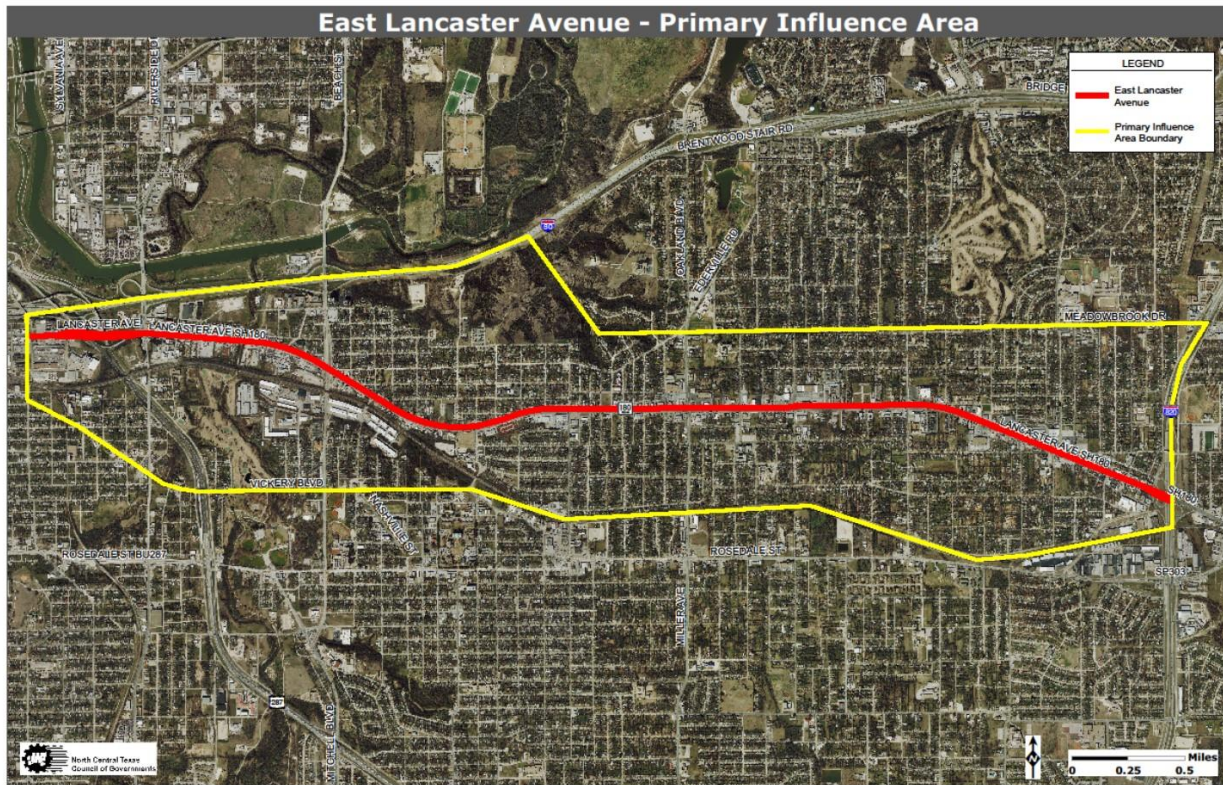 East Lancaster Avenue - Primary Influence Area
LEGEND
East Lancaster
Avenue
Primary Influence
Area Boundary
SYLVANIA AVE
RIVERSIDE DR
BEACH ST
BRIDGE
BRENTWOOD STAIR RD
OAKLAND BLVD
EDERVILLE RD
LANCASTER AVE
LANCASTER AVE SH180
MEADOWBROOK DR
180
820
LANCASTER AVE SH180
SH180
VICKERY BLVD
NASHVILLE ST
ROSEDALE ST BU287
ROSEDALE ST
SP303
MILLER AVE
287
MITCHELL BLVD
North Central Texas
Council of Governments
N
Miles
0 0.25 0.5